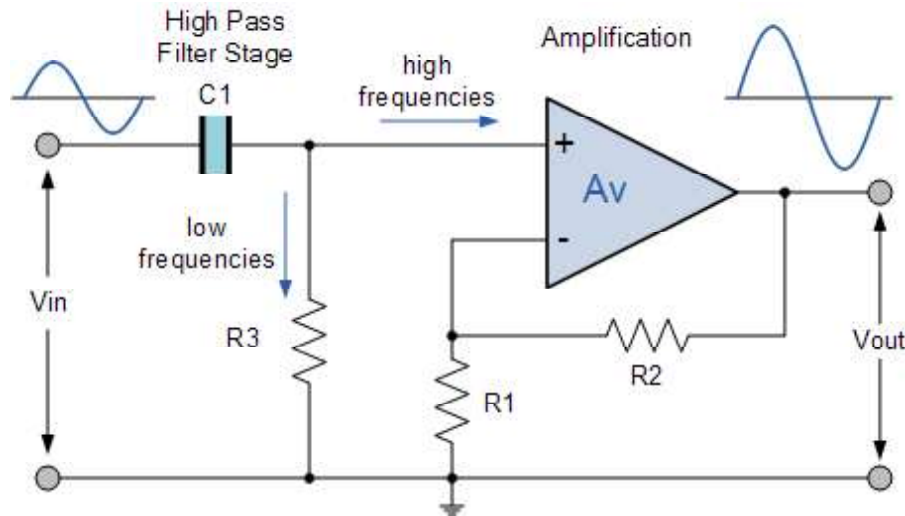 High Pass
Filter Stage
C1
high
frequencies
Amplification
+
Av
-
low
frequencies
Vin
R3
R1
R2
Vout